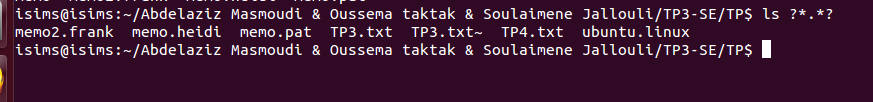 isims@isims:~/Abdelaziz Masmoudi & Oussema taktak & Soulaimene Jallouli/TP3-SE/TP$ ls ?*.*?
memo2.frank memo.heidi memo.pat TP3.txt TP3.txt~ TP4.txt ubuntu.linux
isims@isims:~/Abdelaziz Masmoudi & Oussema taktak & Soulaimene Jallouli/TP3-SE/TP$